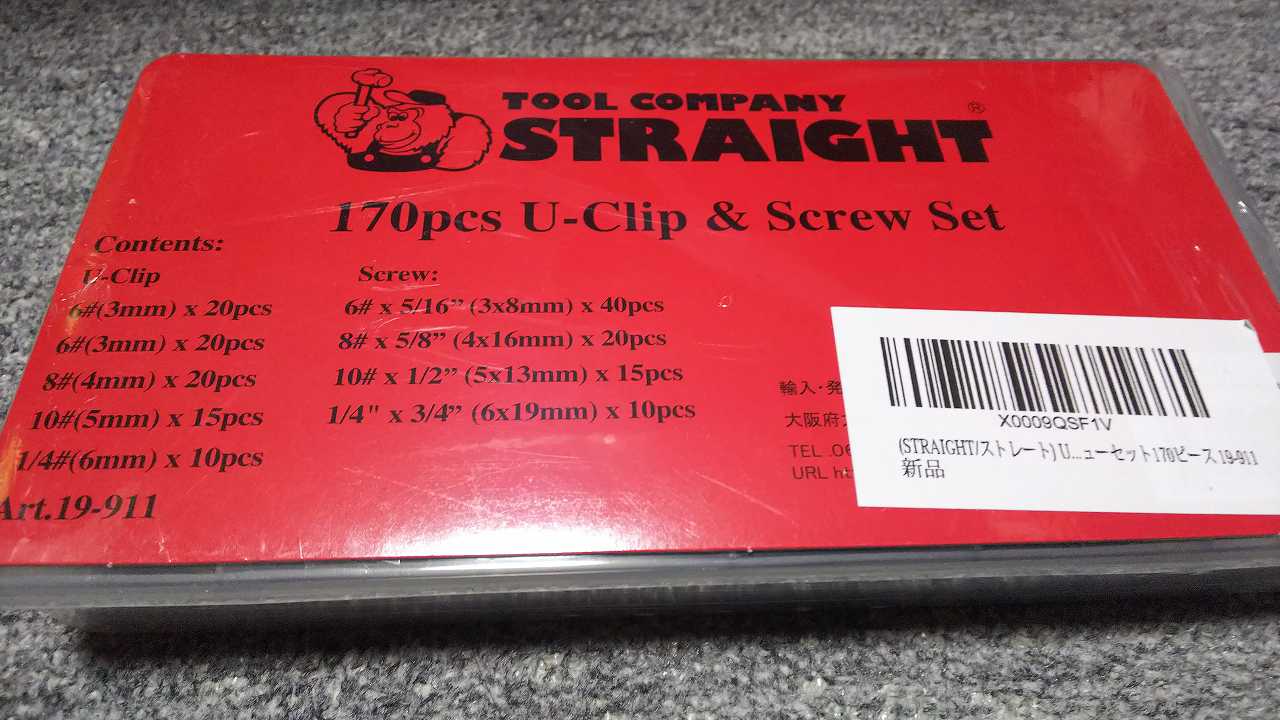 TOOL COMPANY
STRAIGHT ®
170pcs U-Clip & Screw Set
Contents:
U-Clip
6#(3mm) x 20pcs
6#(3mm) x 20pcs
8#(4mm) x 20pcs
10#(5mm) x 15pcs
1/4#(6mm) x 10pcs
Art.19-911
Screw:
6# x 5/16” (3x8mm) x 40pcs
8# x 5/8” (4x16mm) x 20pcs
10# x 1/2” (5x13mm) x 15pcs
1/4" x 3/4” (6x19mm) x 10pcs
輸入・発
大阪府
TEL .06
URL
X0009QSF1V
(STRAIGHT/ストレート) U...ューセット170ピース 19-911
新品